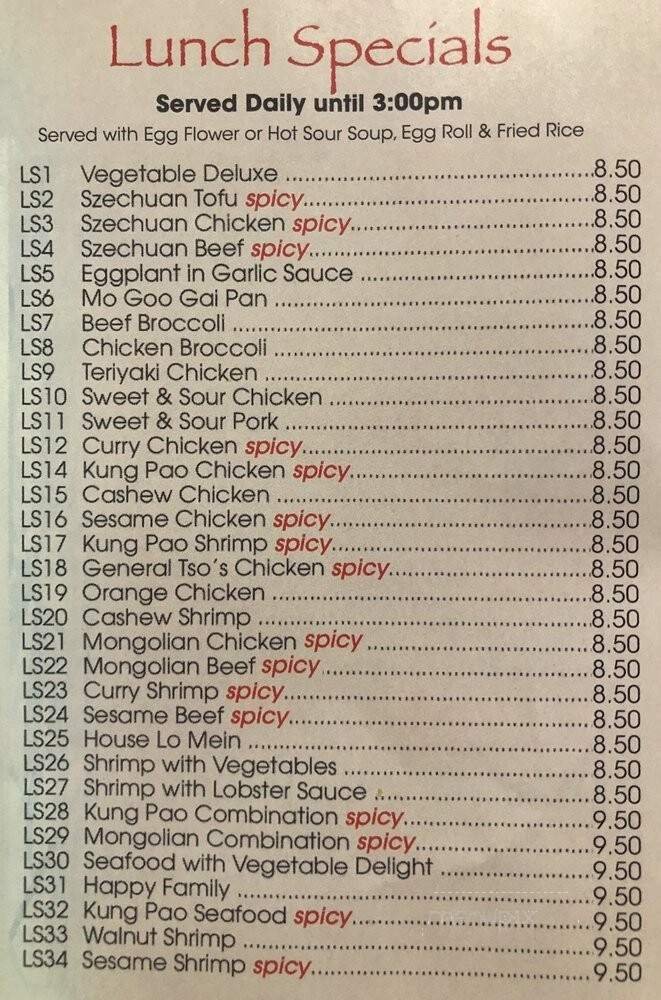 Lunch Specials
Served Daily until 3:00pm
Served with Egg Flower or Hot Sour Soup, Egg Roll & Fried Rice
LS1 Vegetable Deluxe ........ 8.50
LS2 Szechuan Tofu spicy ........ 8.50
LS3 Szechuan Chicken spicy ........ 8.50
LS4 Szechuan Beef spicy ........ 8.50
LS5 Eggplant in Garlic Sauce ........ 8.50
LS6 Mo Goo Gai Pan ........ 8.50
LS7 Beef Broccoli ........ 8.50
LS8 Chicken Broccoli ........ 8.50
LS9 Teriyaki Chicken ........ 8.50
LS10 Sweet & Sour Chicken ........ 8.50
LS11 Sweet & Sour Pork ........ 8.50
LS12 Curry Chicken spicy ........ 8.50
LS14 Kung Pao Chicken spicy ........ 8.50
LS15 Cashew Chicken ........ 8.50
LS16 Sesame Chicken spicy ........ 8.50
LS17 Kung Pao Shrimp spicy ........ 8.50
LS18 General Tso's Chicken spicy ........ 8.50
LS19 Orange Chicken ........ 8.50
LS20 Cashew Shrimp ........ 8.50
LS21 Mongolian Chicken spicy ........ 8.50
LS22 Mongolian Beef spicy ........ 8.50
LS23 Curry Shrimp spicy ........ 8.50
LS24 Sesame Beef spicy ........ 8.50
LS25 House Lo Mein ........ 8.50
LS26 Shrimp with Vegetables ........ 8.50
LS27 Shrimp with Lobster Sauce ........ 8.50
LS28 Kung Pao Combination spicy ........ 9.50
LS29 Mongolian Combination spicy ........ 9.50
LS30 Seafood with Vegetable Delight ........ 9.50
LS31 Happy Family ........ 9.50
LS32 Kung Pao Seafood spicy ........ 9.50
LS33 Walnut Shrimp ........ 9.50
LS34 Sesame Shrimp spicy ........ 9.50